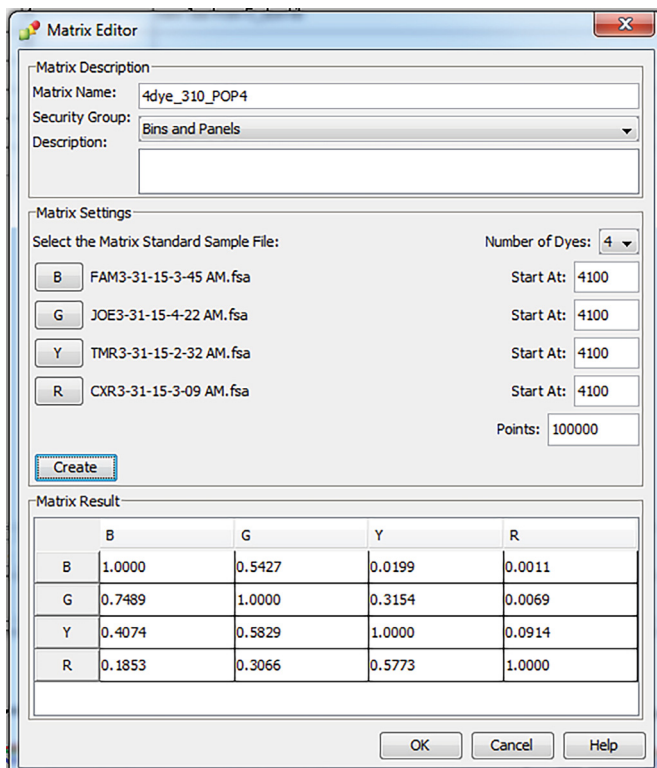 Matrix Editor
Matrix Description
Matrix Name: 4dye_310_POP4
Security Group: Bins and Panels
Description:
Matrix Settings
Select the Matrix Standard Sample File: Number of Dyes: 4
B FAM3-31-15-3-45 AM.fsa Start At: 4100
G JOE3-31-15-4-22 AM.fsa Start At: 4100
Y TMR3-31-15-2-32 AM.fsa Start At: 4100
R CXR3-31-15-3-09 AM.fsa Start At: 4100
Points: 100000
Create
Matrix Result
B G Y R
B 1.0000 0.5427 0.0199 0.0011
G 0.7489 1.0000 0.3154 0.0069
Y 0.4074 0.5829 1.0000 0.0914
R 0.1853 0.3066 0.5773 1.0000
OK Cancel Help